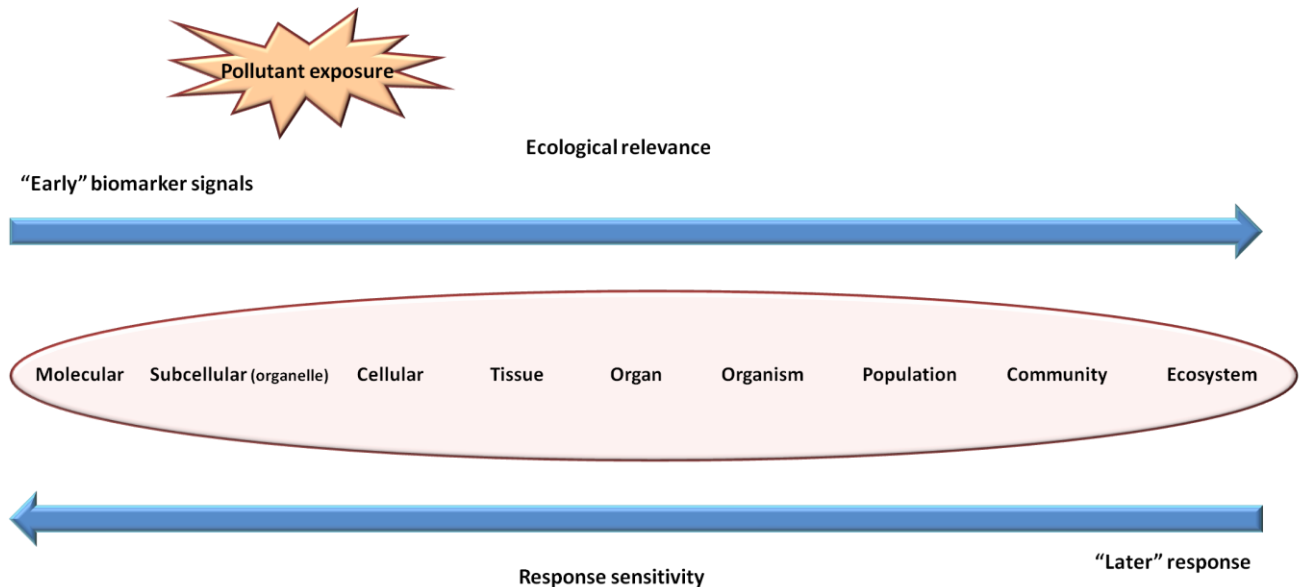 Pollutant exposure
Ecological relevance
“Early” biomarker signals
Molecular Subcellular (organelle) Cellular Tissue Organ Organism Population Community Ecosystem
“Later” response
Response sensitivity